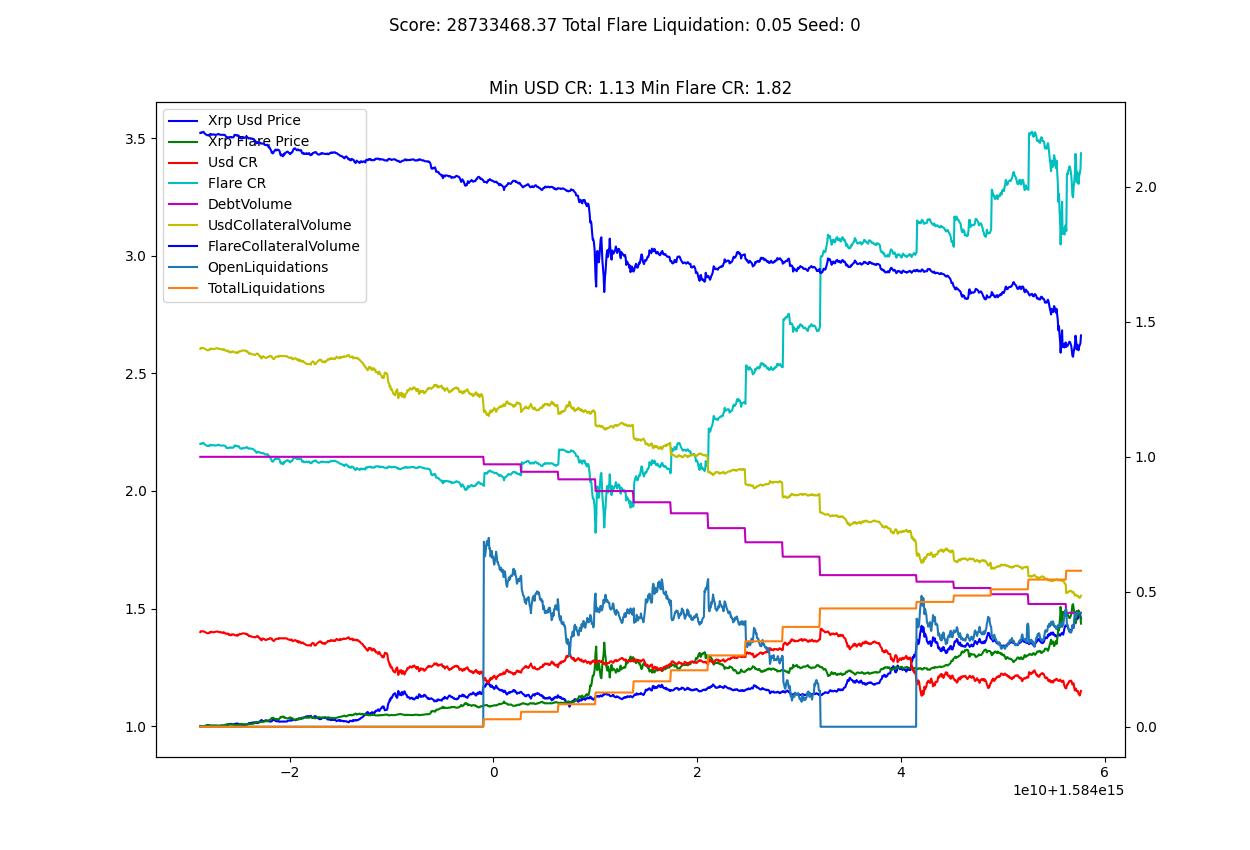 Score: 28733468.37 Total Flare Liquidation: 0.05 Seed: 0
Min USD CR: 1.13 Min Flare CR: 1.82
Xrp Usd Price
Xrp Flare Price
Usd CR
Flare CR
DebtVolume
UsdCollateralVolume
FlareCollateralVolume
OpenLiquidations
TotalLiquidations
3.5
3.0
2.5
2.0
1.5
1.0
2.0
1.5
1.0
0.5
0.0
−2
0
2
4
6
1e10+1.584e15